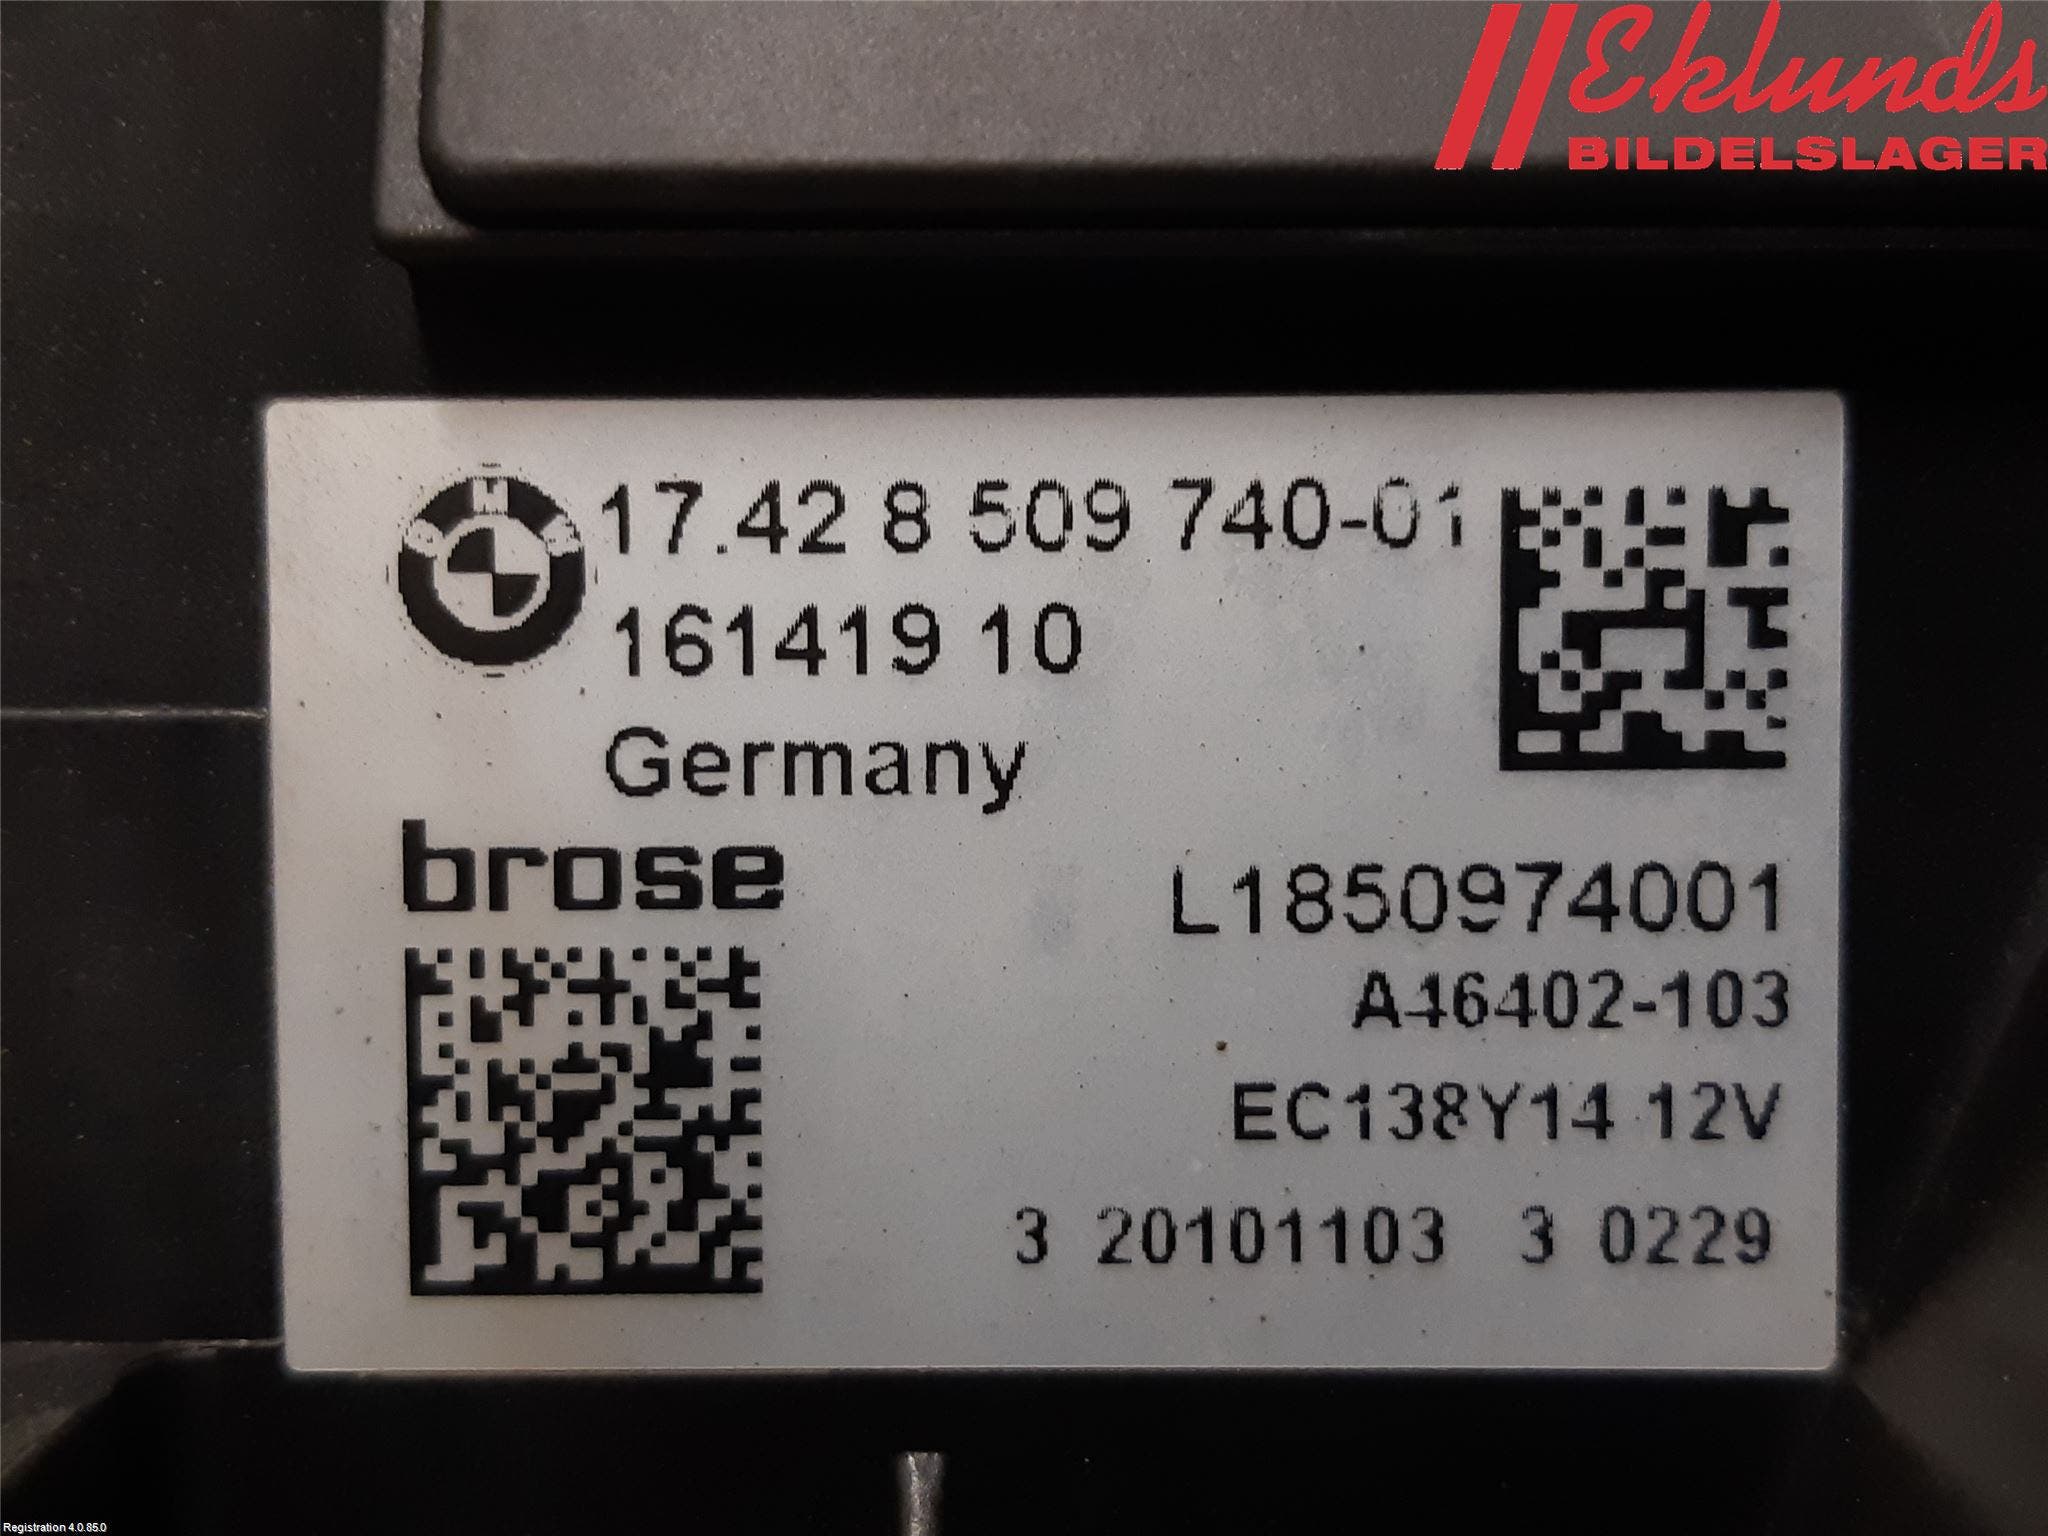 Eklunds
BILDELSLAGER
BMW
17.42 8 509 740-01
161419 10
Germany
brose
L1850974001
A46402-103
EC138Y14 12V
3 20101103 3 0229
Registration 4.0.85.0